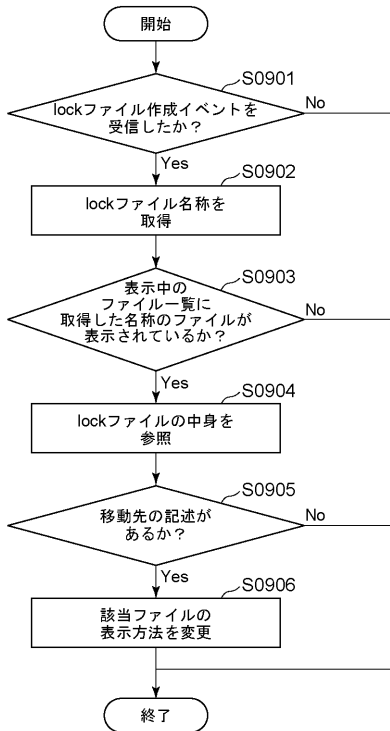 開始
S0901
lockファイル作成イベントを
受信したか？
No
Yes
S0902
lockファイル名称を
取得
S0903
表示中の
ファイル一覧に
取得した名称のファイルが
表示されているか？
No
Yes
S0904
lockファイルの中身を
参照
S0905
移動先の記述が
あるか？
No
Yes
S0906
該当ファイルの
表示方法を変更
終了